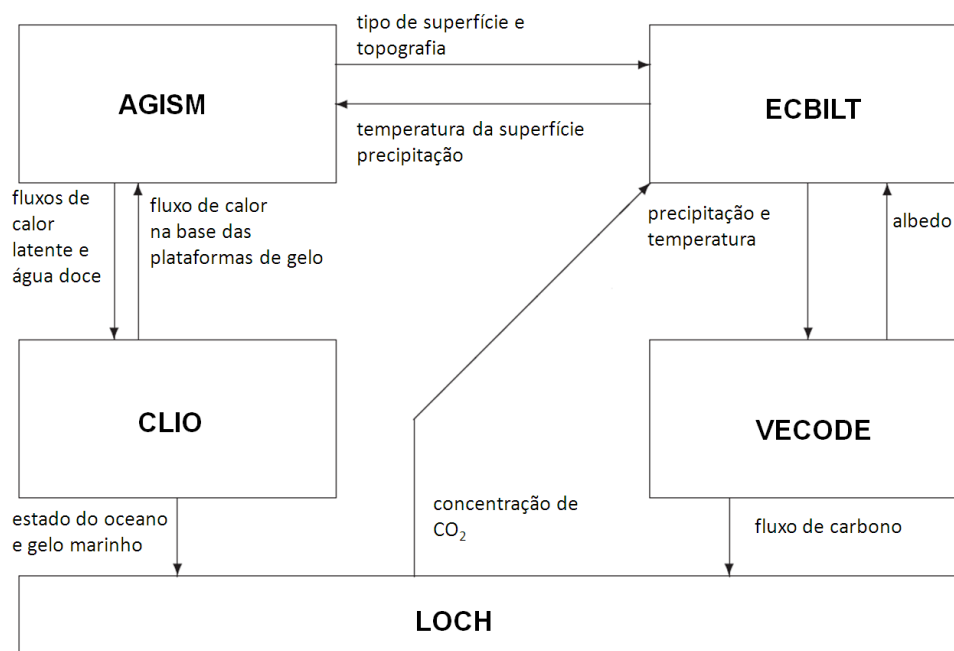 tipo de superfície e
topografia
AGISM
ECBILT
temperatura da superfície
precipitação
fluxos de
calor
latente e
água doce
fluxo de calor
na base das
plataformas de gelo
precipitação e
temperatura
albedo
CLIO
VECODE
estado do oceano
e gelo marinho
concentração de
CO₂
fluxo de carbono
LOCH